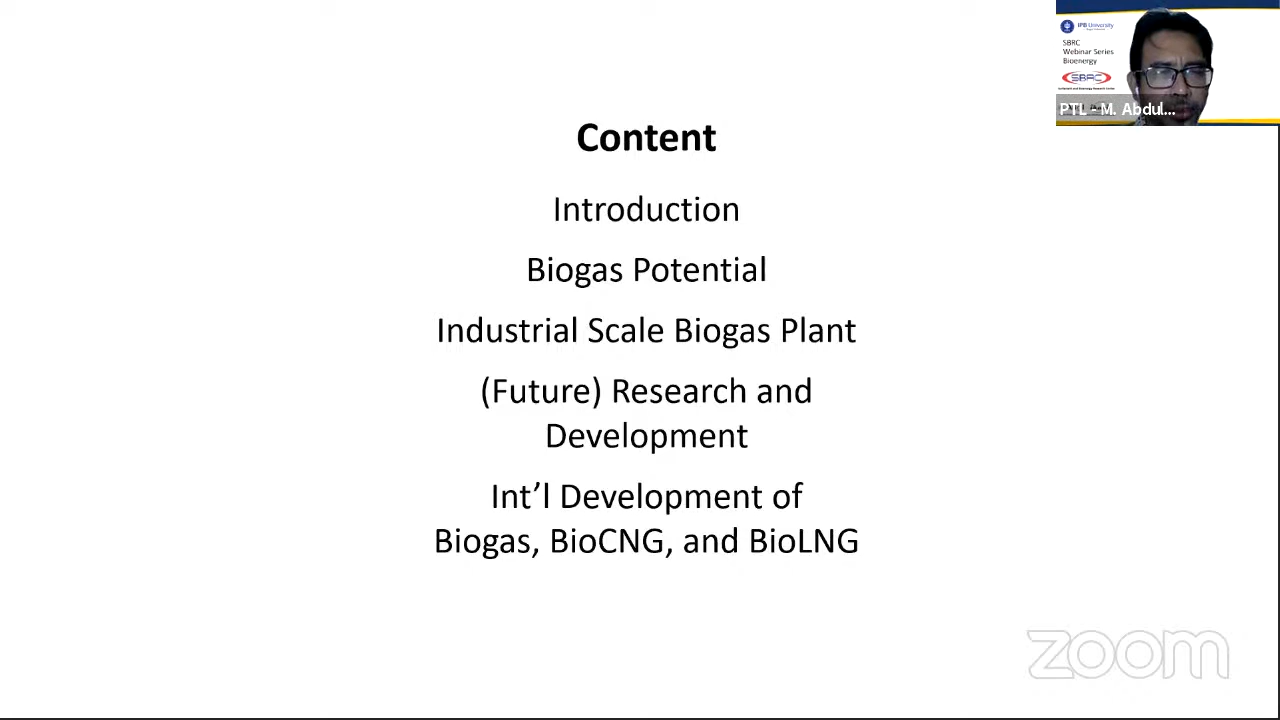 IPB University
SBRC
Webinar Series
Bioenergy
SBRC
PTL - M. Abdul...
Content
Introduction
Biogas Potential
Industrial Scale Biogas Plant
(Future) Research and
Development
Int’l Development of
Biogas, BioCNG, and BioLNG
zoom